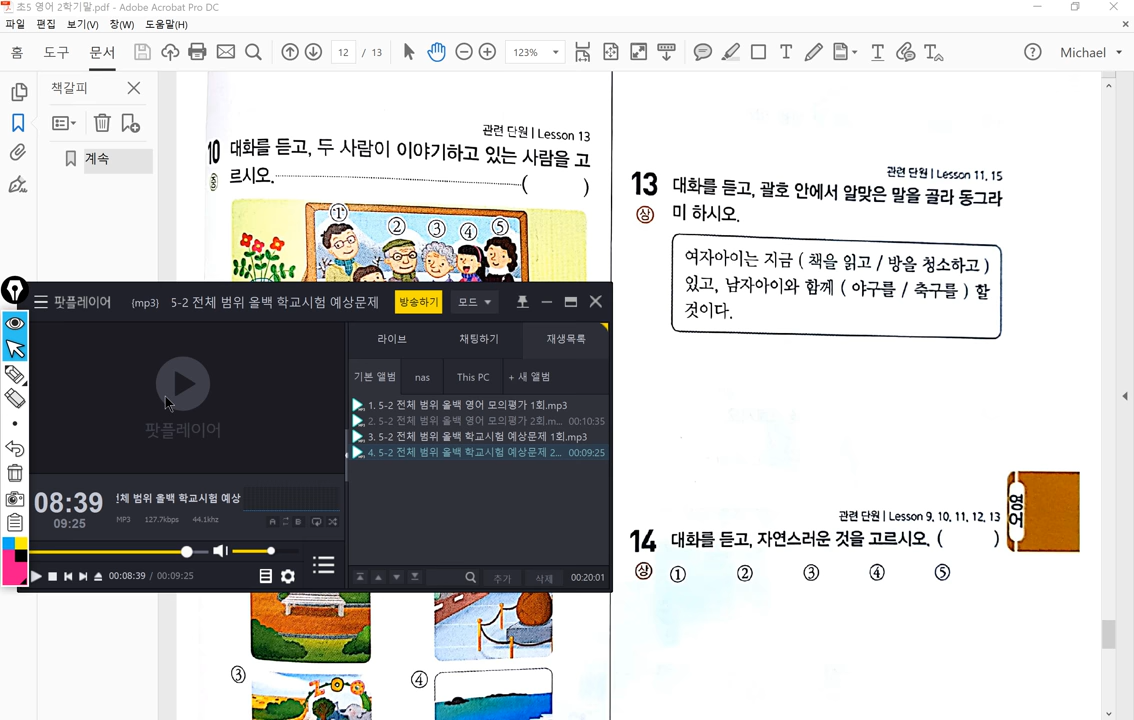 초5 영어 2학기말.pdf - Adobe Acrobat Pro DC
파일 편집 보기(V) 창(W) 도움말(H)
홈 도구 문서 12 / 13 123% Michael
책갈피
계속
관련 단원 | Lesson 13
10 대화를 듣고, 두 사람이 이야기하고 있는 사람을 고
르시오. ( )
① ② ③ ④ ⑤
③ ④
ZOO
관련 단원 | Lesson 11, 15
13 대화를 듣고, 괄호 안에서 알맞은 말을 골라 동그라
상 미 하시오.
여자아이는 지금 ( 책을 읽고 / 방을 청소하고 )
있고, 남자아이와 함께 ( 야구를 / 축구를 ) 할
것이다.
영어
관련 단원 | Lesson 9, 10, 11, 12, 13
14 대화를 듣고, 자연스러운 것을 고르시오. ( )
상 ① ② ③ ④ ⑤
팟플레이어 {mp3} 5-2 전체 범위 올백 학교시험 예상문제 방송하기 모드
라이브 채팅하기 재생목록
기본 앨범 nas This PC + 새 앨범
1. 5-2 전체 범위 올백 영어 모의평가 1회.mp3
2. 5-2 전체 범위 올백 영어 모의평가 2회.m... 00:10:35
3. 5-2 전체 범위 올백 학교시험 예상문제 1회.mp3
4. 5-2 전체 범위 올백 학교시험 예상문제 2... 00:09:25
팟플레이어
08:39
09:25
전체 범위 올백 학교시험 예상
MP3 127.7kbps 44.1khz
A B
00:08:39 / 00:09:25
추가 삭제 00:20:01